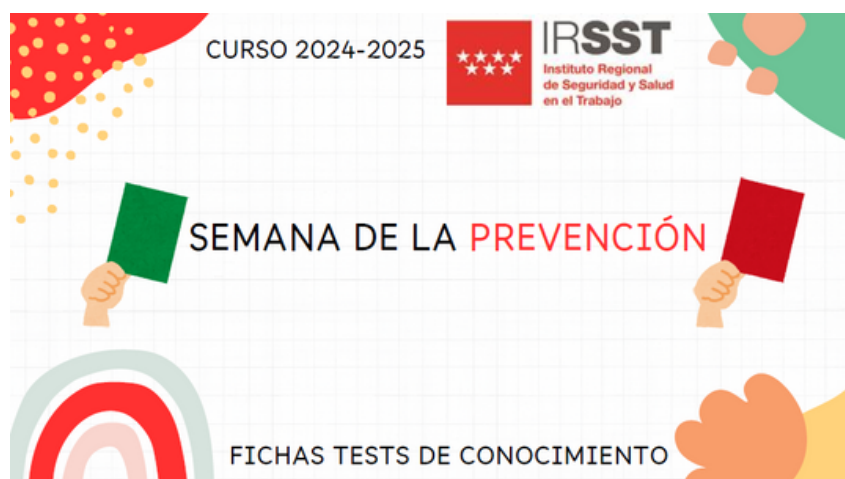 CURSO 2024-2025
IRSST
Instituto Regional
de Seguridad y Salud
en el Trabajo
SEMANA DE LA PREVENCIÓN
FICHAS TESTS DE CONOCIMIENTO